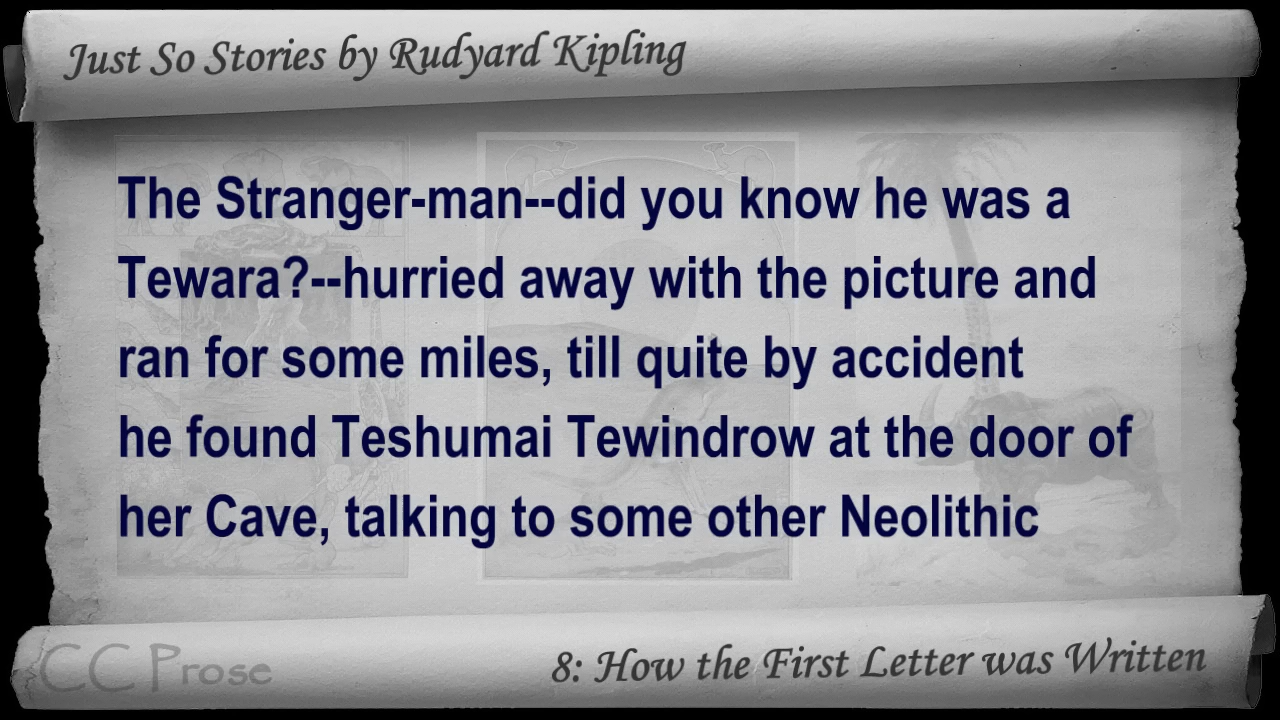 Just So Stories by Rudyard Kipling
The Stranger-man--did you know he was a
Tewara?--hurried away with the picture and
ran for some miles, till quite by accident
he found Teshumai Tewindrow at the door of
her Cave, talking to some other Neolithic
CC Prose
8: How the First Letter was Written